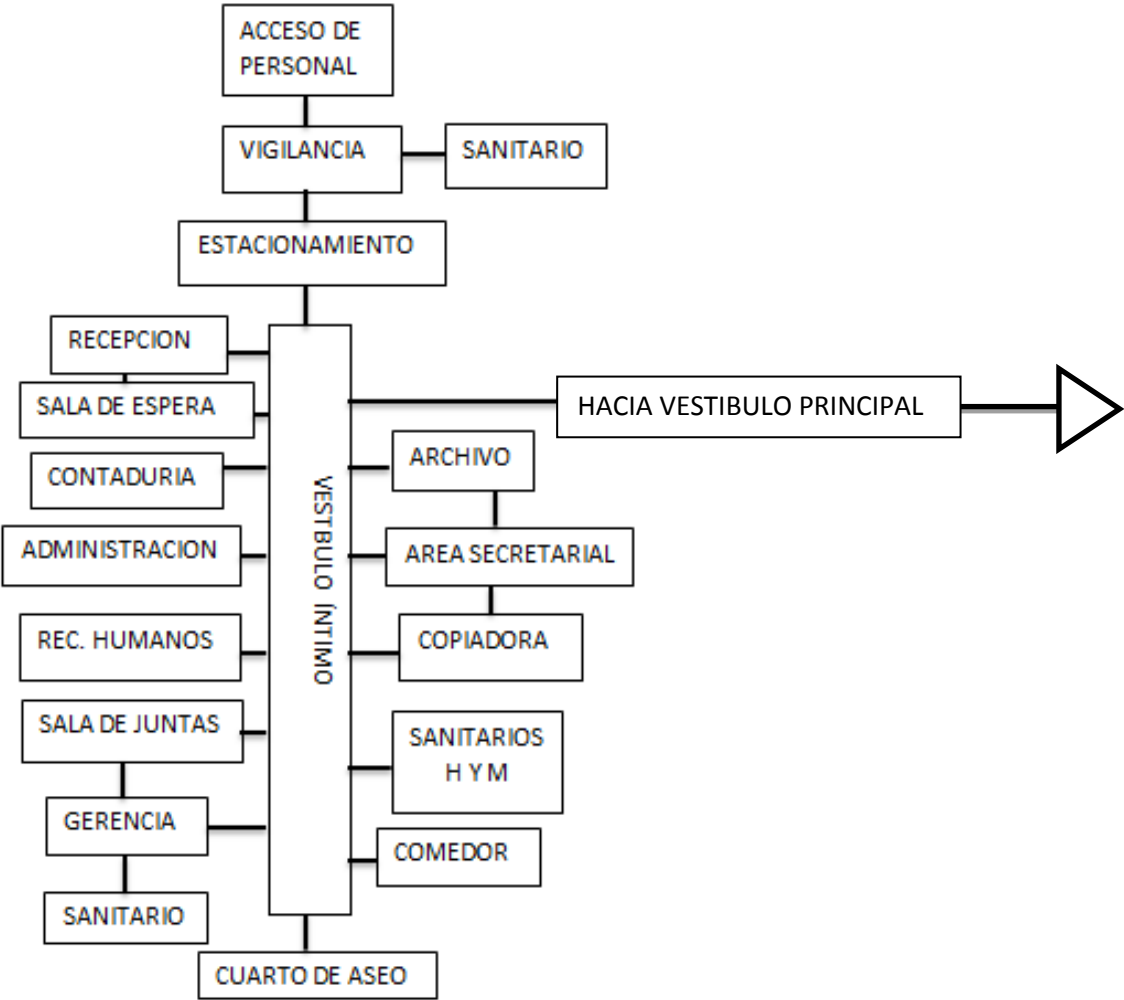 ACCESO DE
PERSONAL
VIGILANCIA
SANITARIO
ESTACIONAMIENTO
RECEPCION
SALA DE ESPERA
HACIA VESTIBULO PRINCIPAL
CONTADURIA
ARCHIVO
VESTBULO ÍNTIMO
ADMINISTRACION
AREA SECRETARIAL
REC. HUMANOS
COPIADORA
SALA DE JUNTAS
SANITARIOS
H Y M
GERENCIA
COMEDOR
SANITARIO
CUARTO DE ASEO